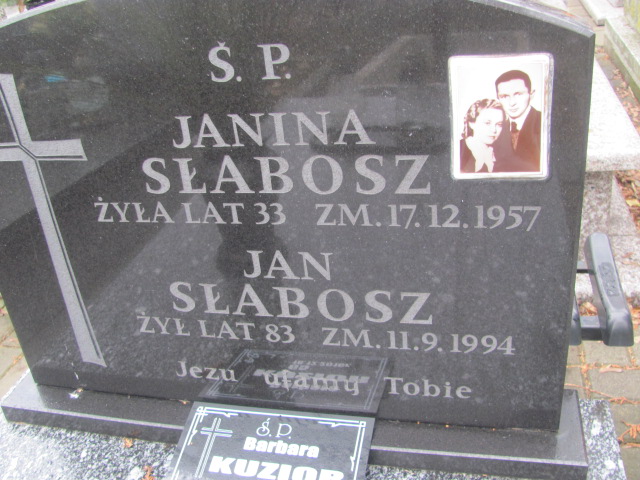 Ś. P.
JANINA
SŁABOSZ
ŻYŁA LAT 33 ZM. 17.12.1957
JAN
SŁABOSZ
ŻYŁ LAT 83 ZM. 11.9.1994
Jezu ufamy Tobie
Ś.P.
Barbara
KUZIOR